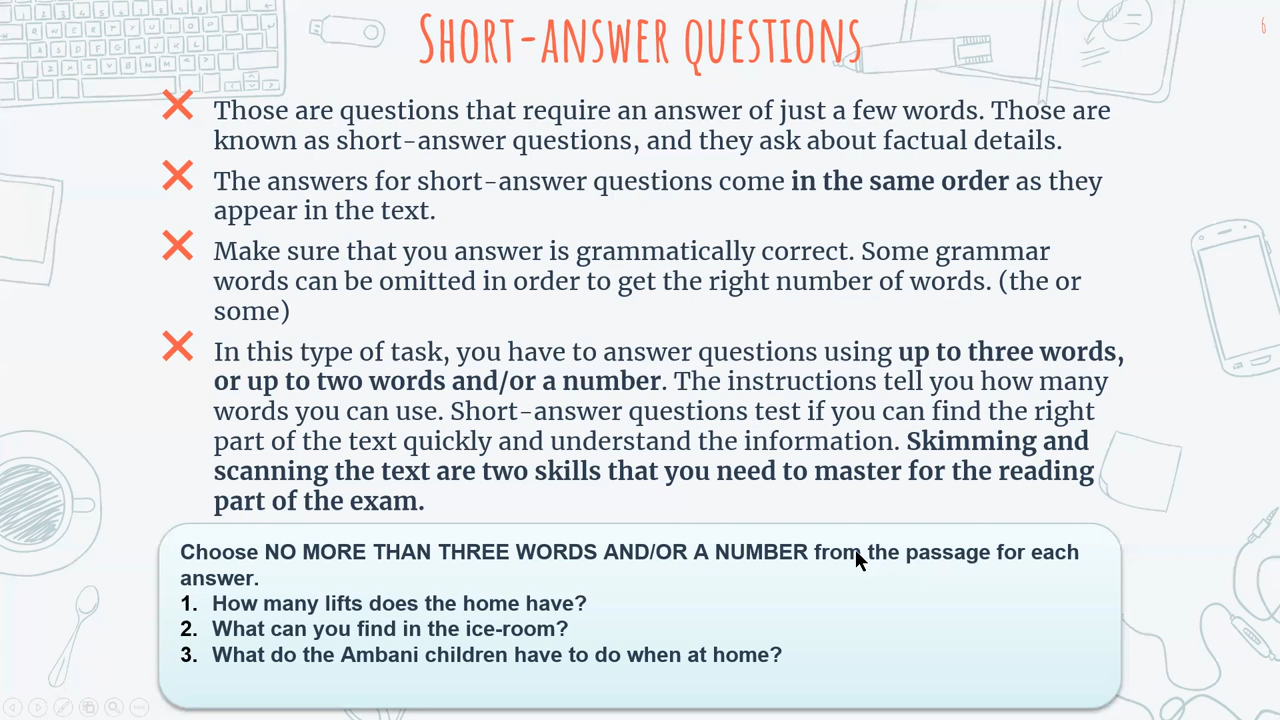 SHORT-ANSWER QUESTIONS
6
Those are questions that require an answer of just a few words. Those are
known as short-answer questions, and they ask about factual details.
The answers for short-answer questions come in the same order as they
appear in the text.
Make sure that you answer is grammatically correct. Some grammar
words can be omitted in order to get the right number of words. (the or
some)
In this type of task, you have to answer questions using up to three words,
or up to two words and/or a number. The instructions tell you how many
words you can use. Short-answer questions test if you can find the right
part of the text quickly and understand the information. Skimming and
scanning the text are two skills that you need to master for the reading
part of the exam.
Choose NO MORE THAN THREE WORDS AND/OR A NUMBER from the passage for each
answer.
1. How many lifts does the home have?
2. What can you find in the ice-room?
3. What do the Ambani children have to do when at home?